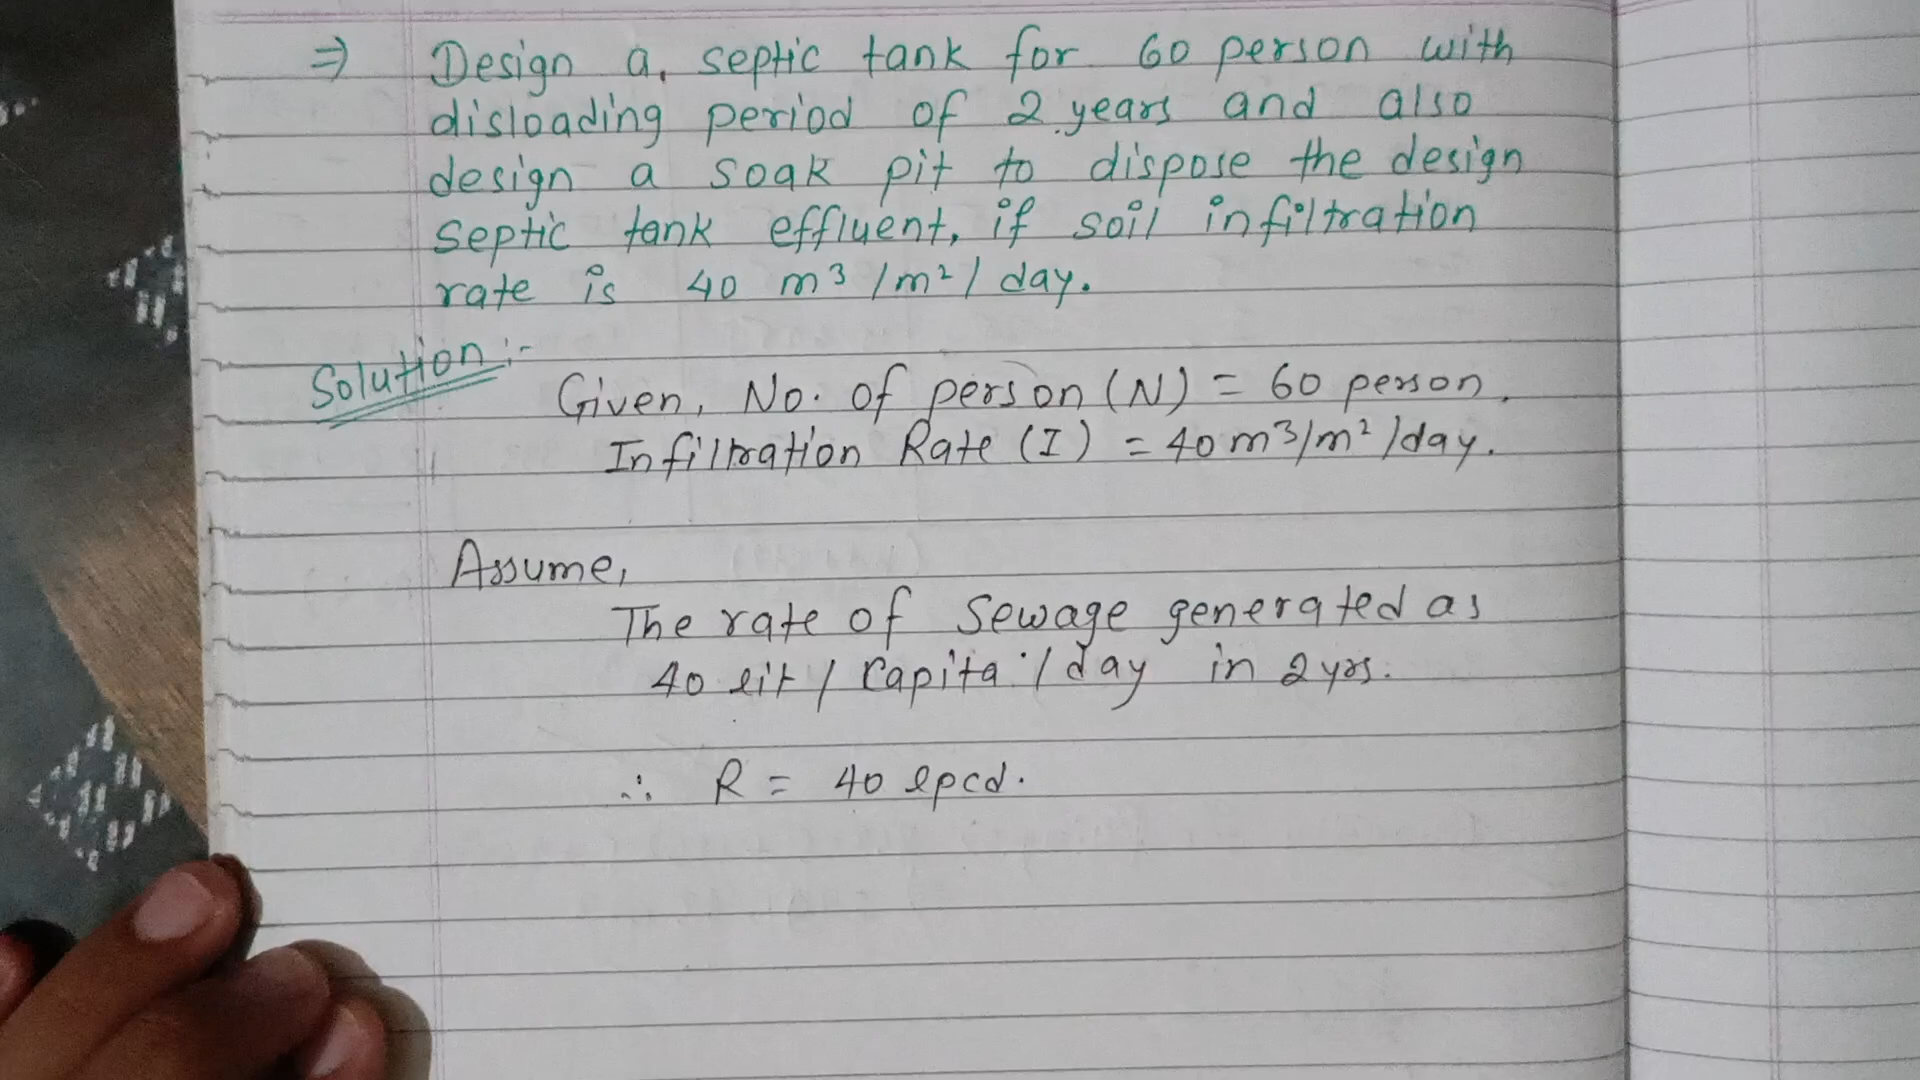 ⇒ Design a septic tank for 60 person with
disloading period of 2 years and also
design a soak pit to dispose the design
septic tank effluent, if soil infiltration
rate is 40 m³/m²/day.
Solution:-
Given, No. of person (N) = 60 person.
Infiltration Rate (I) = 40 m³/m²/day.
Assume,
The rate of sewage generated as
40 lit / Capita / day in 2 yrs.
∴ R = 40 lpcd.